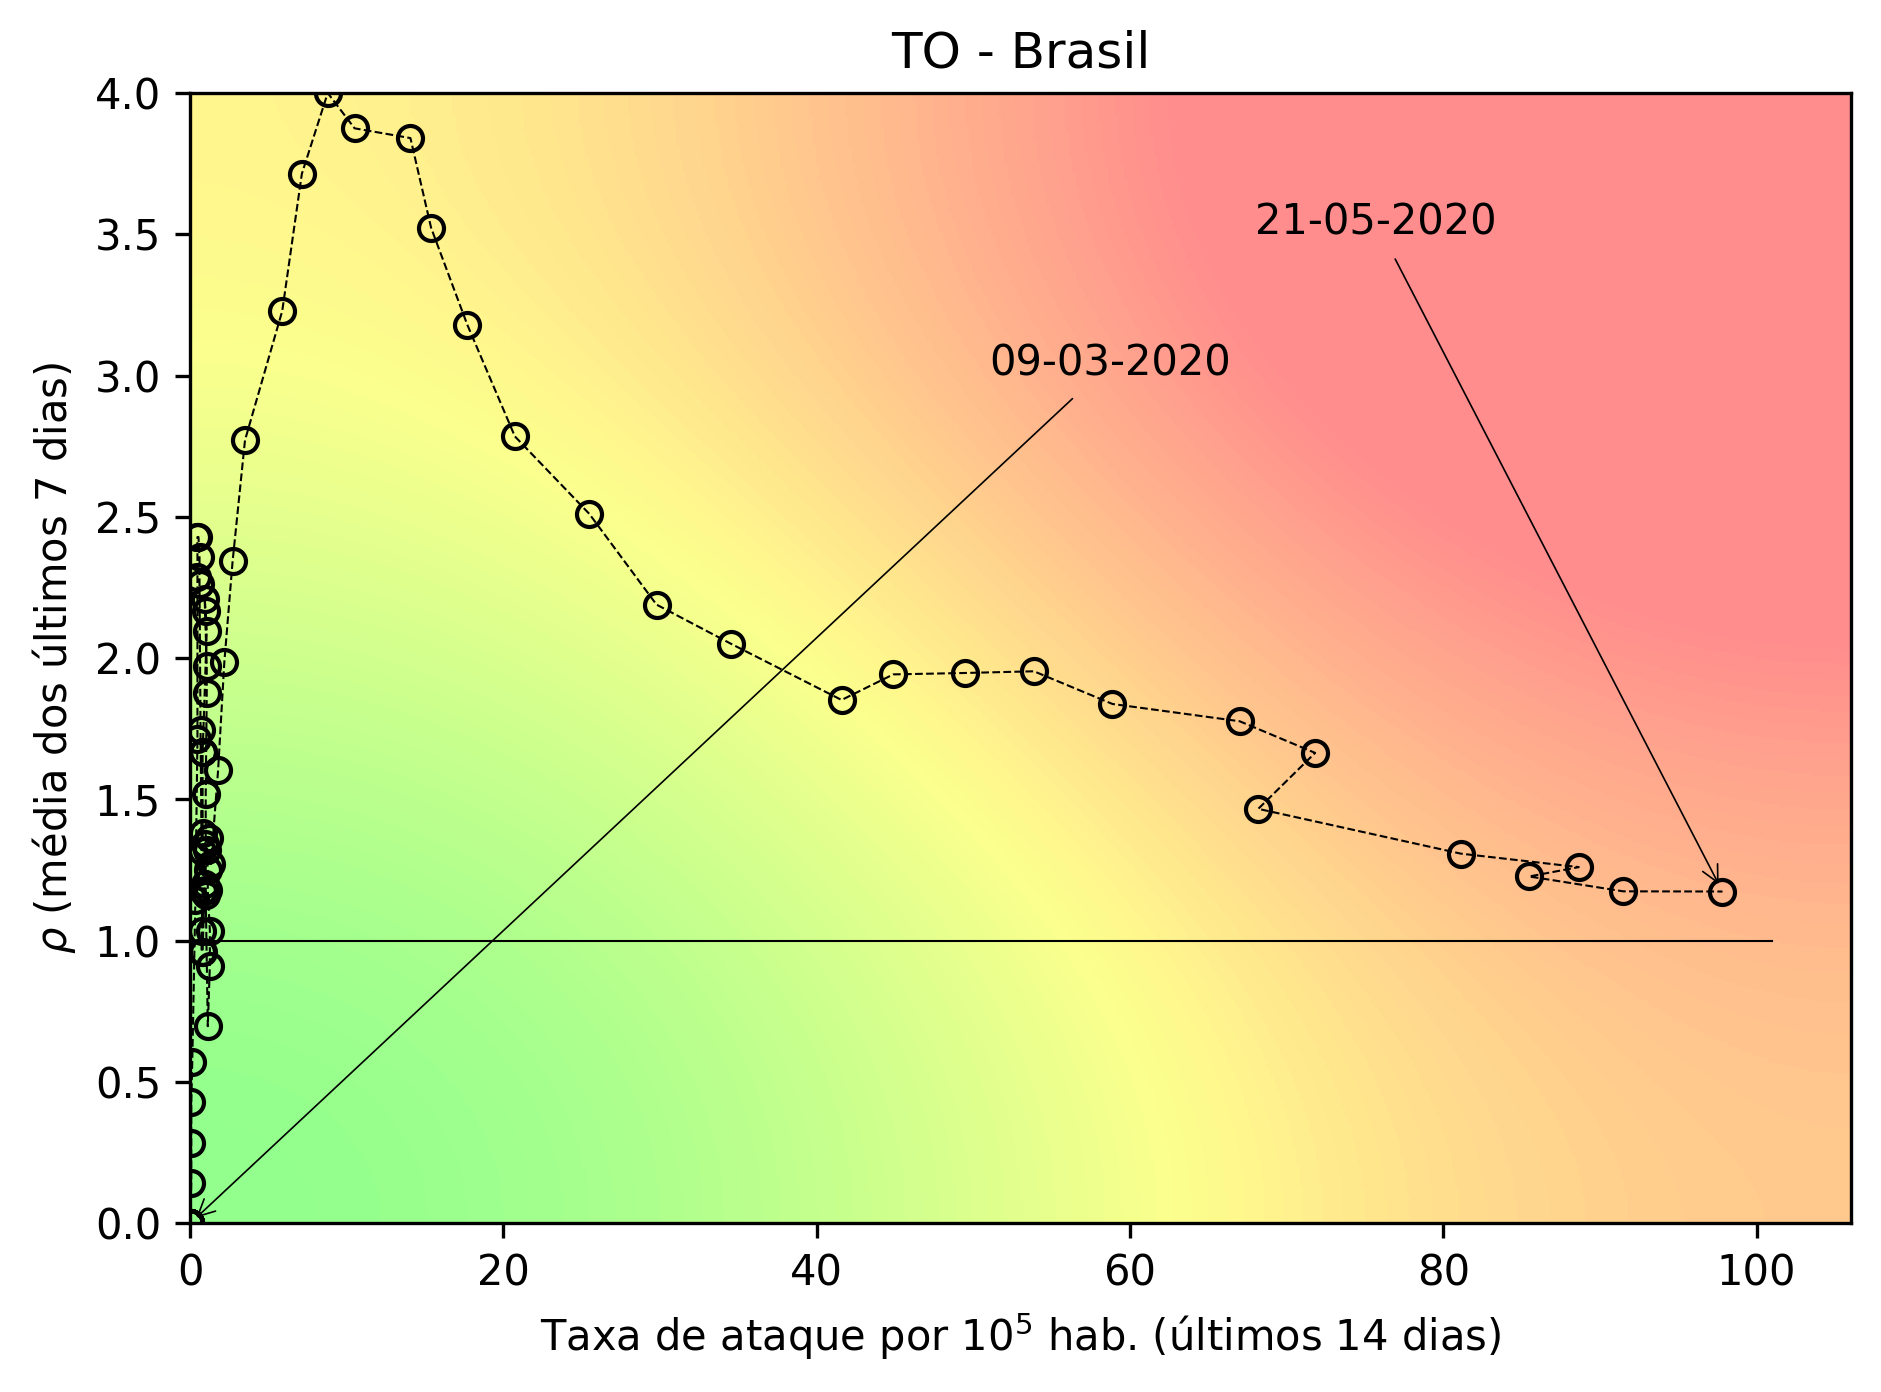 TO - Brasil
4.0
3.5
3.0
2.5
2.0
1.5
1.0
0.5
0.0
ρ (média dos últimos 7 dias)
21-05-2020
09-03-2020
0 20 40 60 80 100
Taxa de ataque por 10⁵ hab. (últimos 14 dias)